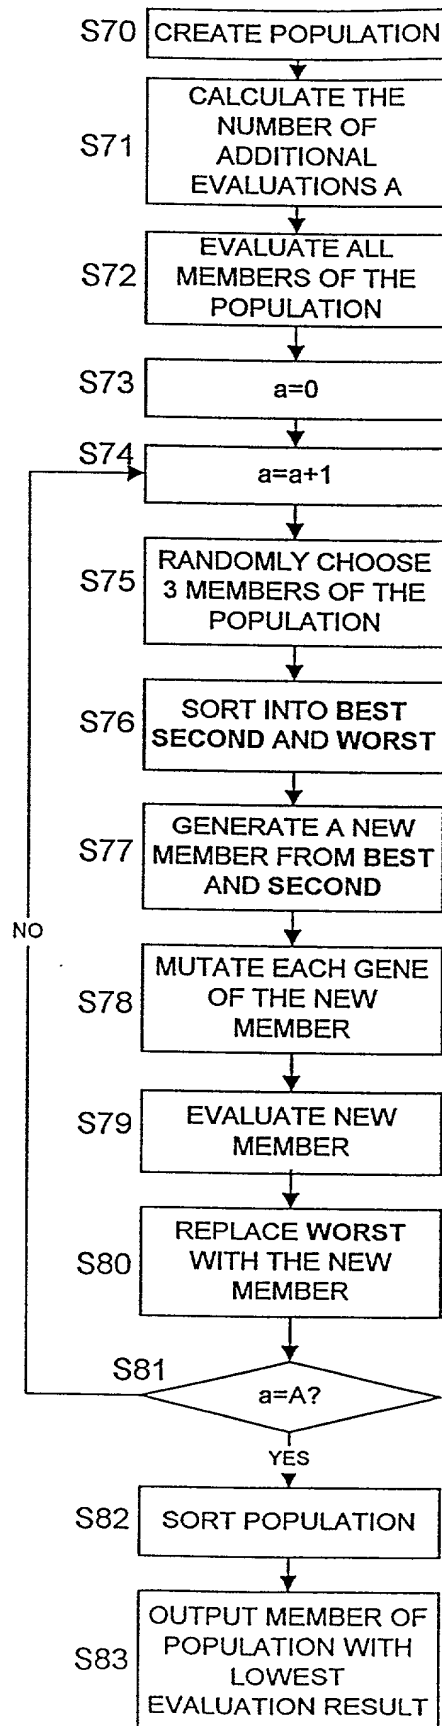 S70 CREATE POPULATION
S71
CALCULATE THE
NUMBER OF
ADDITIONAL
EVALUATIONS A
S72
EVALUATE ALL
MEMBERS OF THE
POPULATION
S73
a=0
S74
a=a+1
S75
RANDOMLY CHOOSE
3 MEMBERS OF THE
POPULATION
S76
SORT INTO BEST
SECOND AND WORST
S77
GENERATE A NEW
MEMBER FROM BEST
AND SECOND
NO
S78
MUTATE EACH GENE
OF THE NEW
MEMBER
S79
EVALUATE NEW
MEMBER
S80
REPLACE WORST
WITH THE NEW
MEMBER
S81
a=A?
YES
S82
SORT POPULATION
S83
OUTPUT MEMBER OF
POPULATION WITH
LOWEST
EVALUATION RESULT